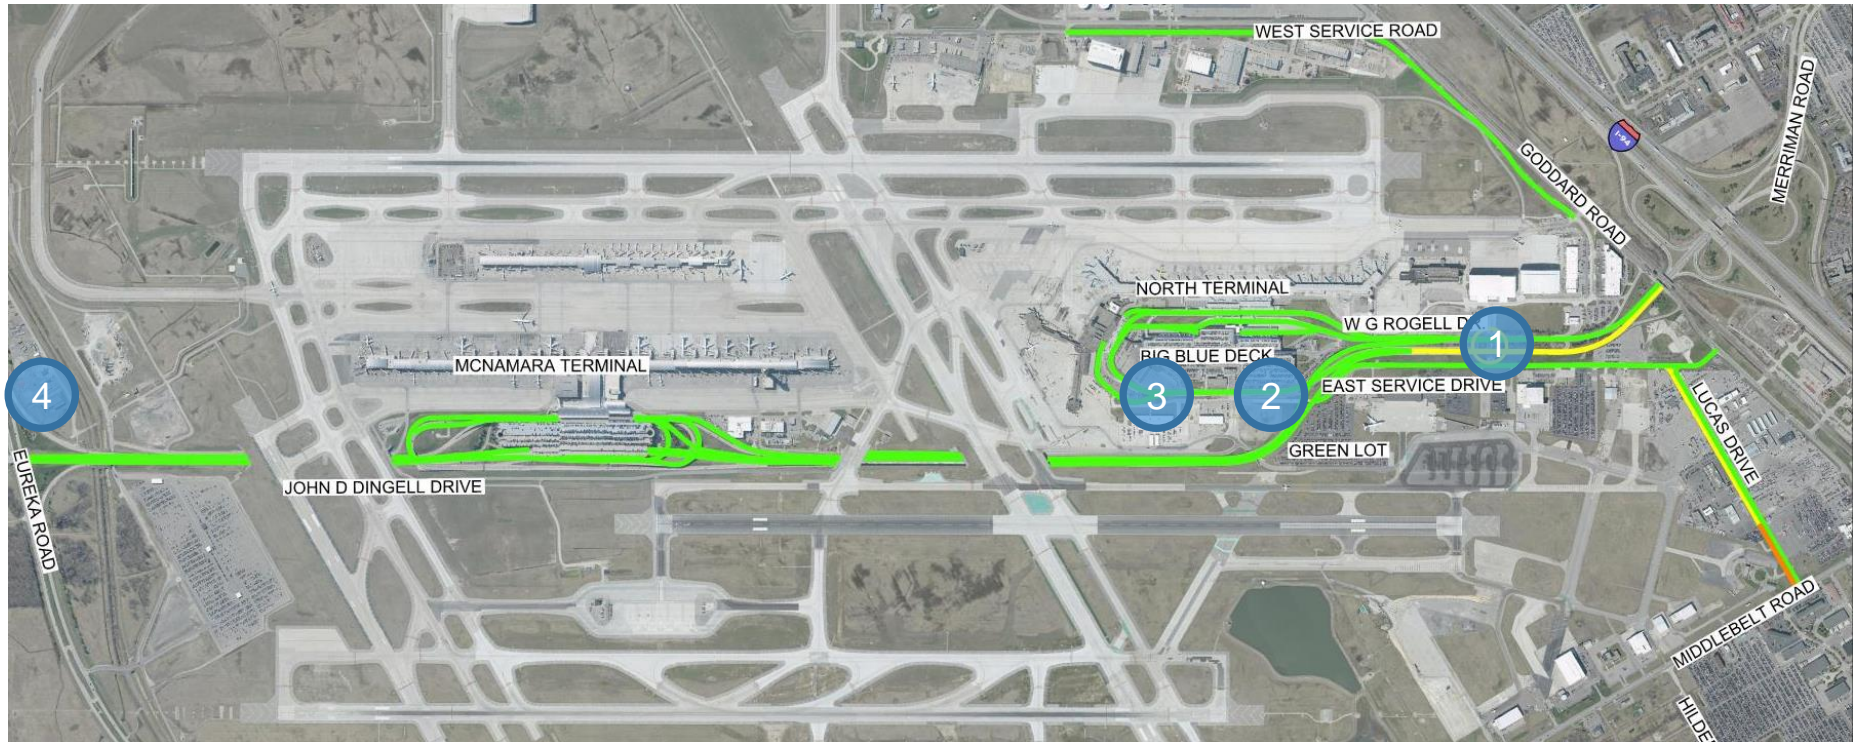 WEST SERVICE ROAD
MERRIMAN ROAD
I-94
GODDARD ROAD
NORTH TERMINAL
W G ROGELL D
1
BIG BLUE DECK
MCNAMARA TERMINAL
4
3
2
EAST SERVICE DRIVE
LUCAS DRIVE
GREEN LOT
EUREKA ROAD
JOHN D DINGELL DRIVE
MIDDLEBELT ROAD